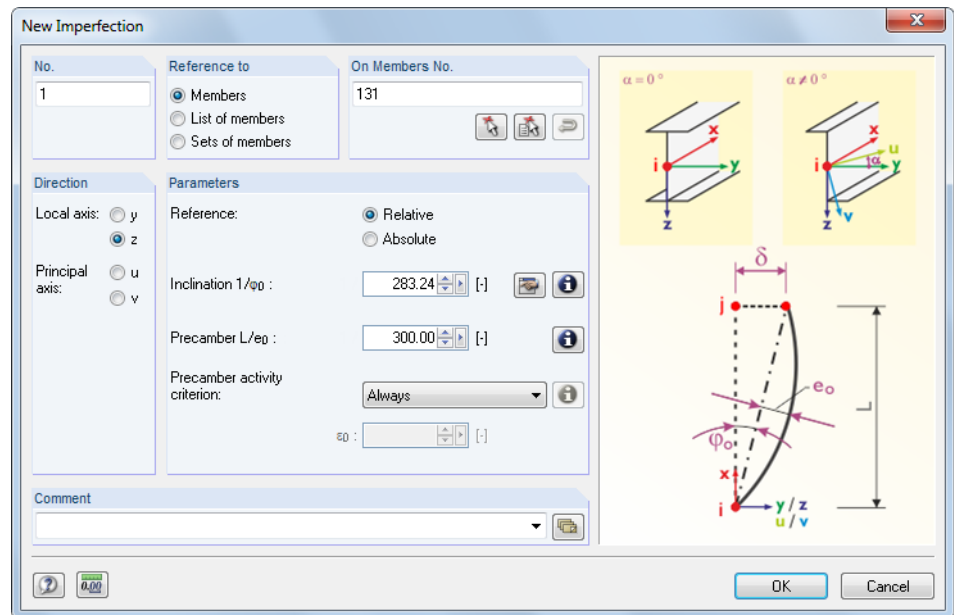 New Imperfection
No.
1
Reference to
Members
List of members
Sets of members
On Members No.
131
Direction
Local axis:
y
z
Principal
axis:
u
v
Parameters
Reference:
Relative
Absolute
Inclination 1/φ0 :
283.24
[-]
Precamber L/e0 :
300.00
[-]
Precamber activity
criterion:
Always
ε0 :
[-]
Comment
α = 0 °
x
i
y
z
α ≠ 0 °
x
u
α
i
y
z
v
δ
j
e₀
L
φ₀
x
i
y / z
u / v
0.00
OK
Cancel